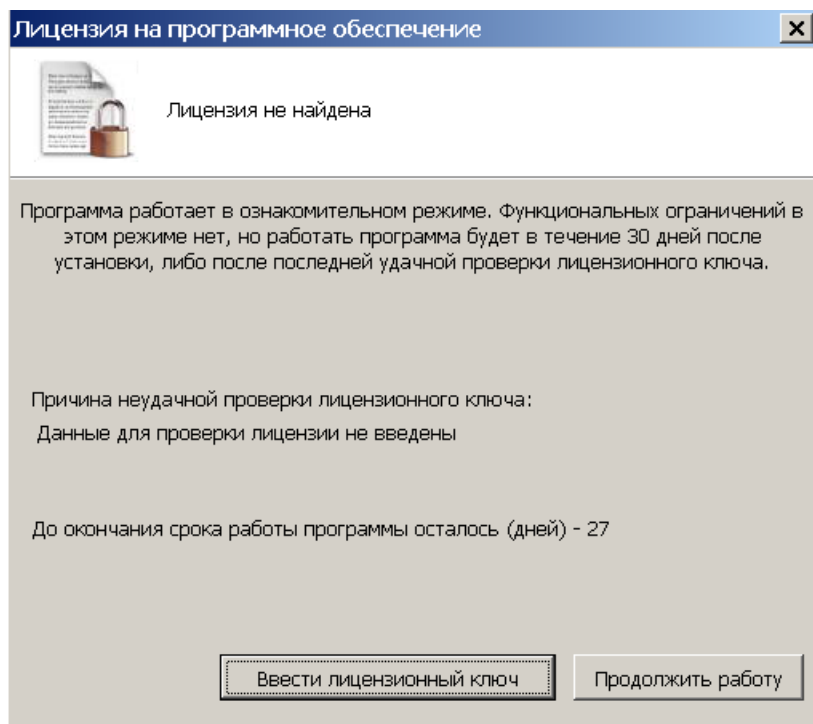 Лицензия на программное обеспечение
Лицензия не найдена
Программа работает в ознакомительном режиме. Функциональных ограничений в
этом режиме нет, но работать программа будет в течение 30 дней после
установки, либо после последней удачной проверки лицензионного ключа.
Причина неудачной проверки лицензионного ключа:
Данные для проверки лицензии не введены
До окончания срока работы программы осталось (дней) - 27
Ввести лицензионный ключ
Продолжить работу